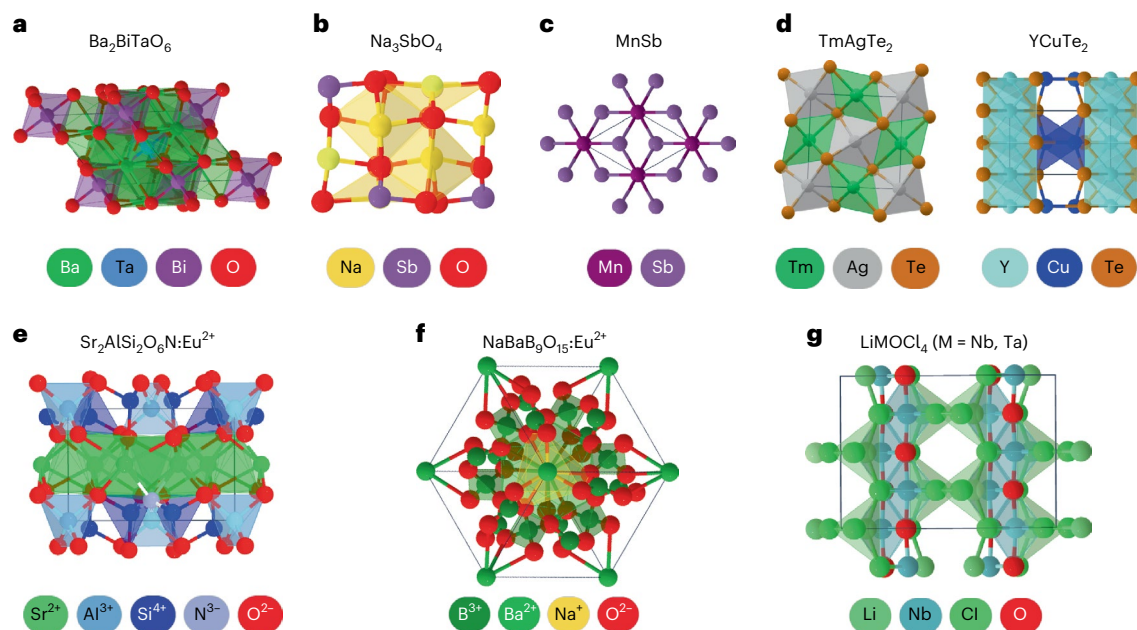 a
Ba₂BiTaO₆
Ba Ta Bi O
b
Na₃SbO₄
Na Sb O
c
MnSb
Mn Sb
d
TmAgTe₂
Tm Ag Te
YCuTe₂
Y Cu Te
e
Sr₂AlSi₂O₆N:Eu²⁺
Sr²⁺ Al³⁺ Si⁴⁺ N³⁻ O²⁻
f
NaBaB₉O₁₅:Eu²⁺
B³⁺ Ba²⁺ Na⁺ O²⁻
g
LiMOCl₄ (M = Nb, Ta)
Li Nb Cl O